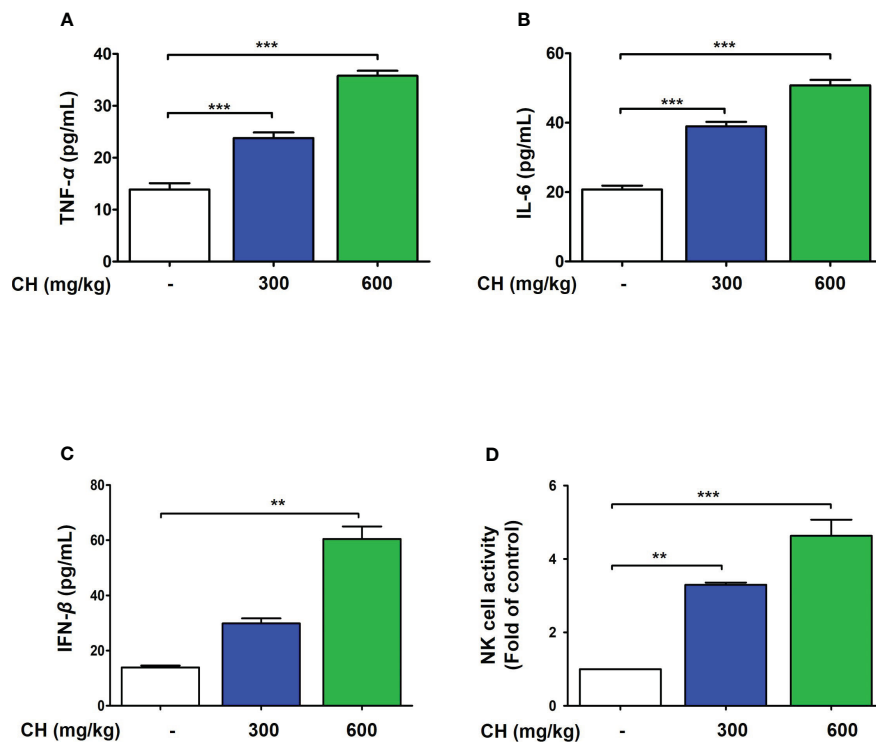 A
TNF-α (pg/mL)
40
30
20
10
0
***
***
CH (mg/kg) - 300 600
B
IL-6 (pg/mL)
60
40
20
0
***
***
CH (mg/kg) - 300 600
C
IFN-β (pg/mL)
80
60
40
20
0
**
CH (mg/kg) - 300 600
D
NK cell activity
(Fold of control)
6
4
2
0
***
**
CH (mg/kg) - 300 600